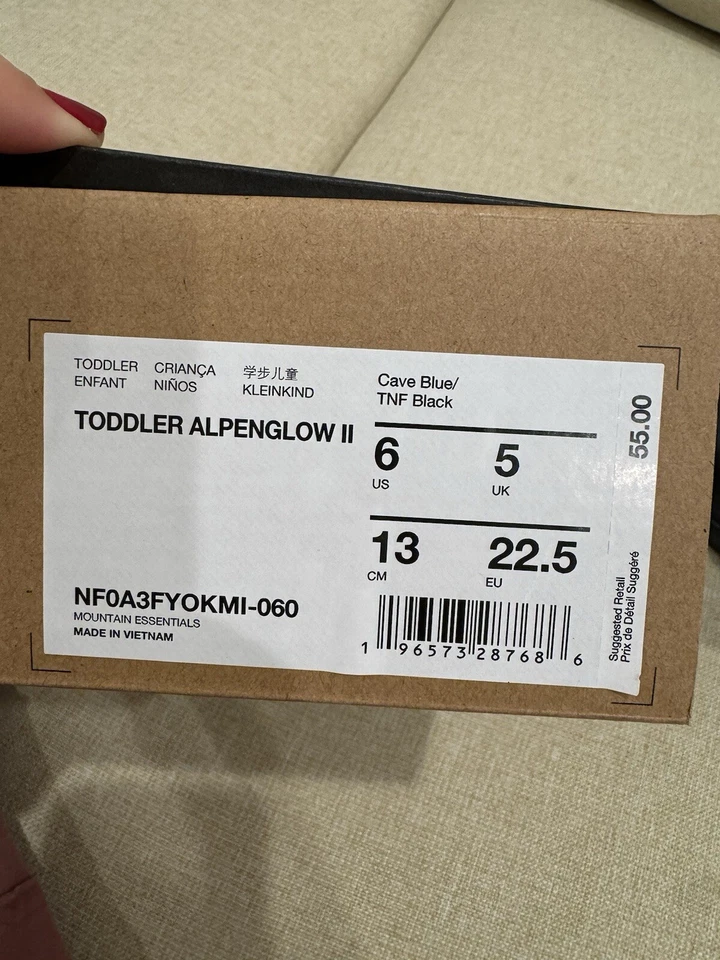 TODDLER CRIANÇA 学步儿童
ENFANT NIÑOS KLEINKIND
TODDLER ALPENGLOW II
Cave Blue/
TNF Black
6 5
US UK
13 22.5
CM EU
NF0A3FYOKMI-060
MOUNTAIN ESSENTIALS
MADE IN VIETNAM
1 96573 28768 6
55.00
Suggested Retail
Prix de Détail Suggéré